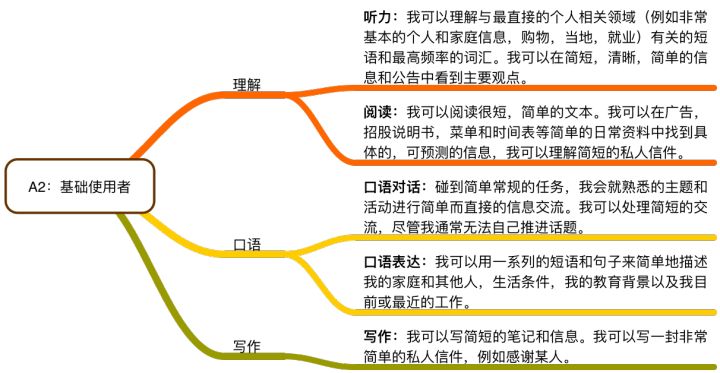 A2：基础使用者
理解
听力：我可以理解与最直接的个人相关领域（例如非常
基本的个人和家庭信息，购物，当地，就业）有关的短
语和最高频率的词汇。我可以在简短，清晰，简单的信
息和公告中看到主要观点。
阅读：我可以阅读很短，简单的文本。我可以在广告，
招股说明书，菜单和时间表等简单的日常资料中找到具
体的，可预测的信息，我可以理解简短的私人信件。
口语
口语对话：碰到简单常规的任务，我会就熟悉的主题和
活动进行简单而直接的信息交流。我可以处理简短的交
流，尽管我通常无法自己推进话题。
口语表达：我可以用一系列的短语和句子来简单地描述
我的家庭和其他人，生活条件，我的教育背景以及我目
前或最近的工作。
写作
写作：我可以写简短的笔记和信息。我可以写一封非常
简单的私人信件，例如感谢某人。